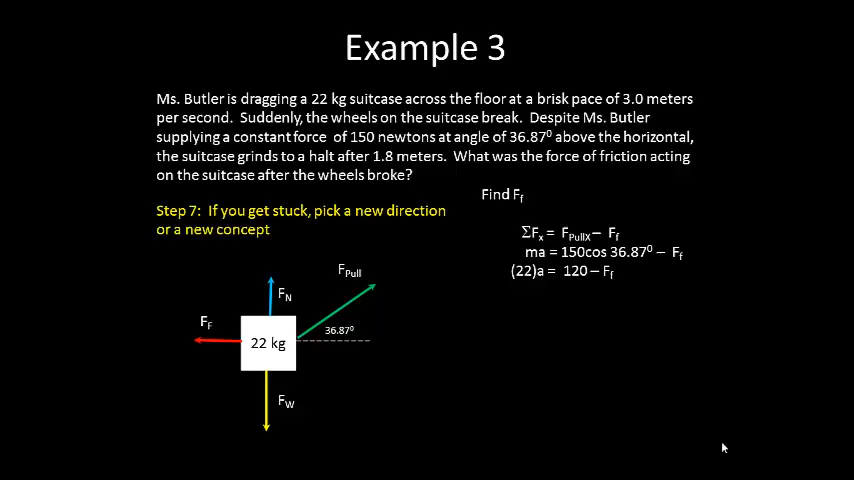 Example 3
Ms. Butler is dragging a 22 kg suitcase across the floor at a brisk pace of 3.0 meters
per second. Suddenly, the wheels on the suitcase break. Despite Ms. Butler
supplying a constant force of 150 newtons at angle of 36.87⁰ above the horizontal,
the suitcase grinds to a halt after 1.8 meters. What was the force of friction acting
on the suitcase after the wheels broke?
Find Ff
Step 7: If you get stuck, pick a new direction
or a new concept
ΣFx = FPullX – Ff
ma = 150cos 36.87⁰ – Ff
(22)a = 120 – Ff
FPull
FN
FF
36.87⁰
22 kg
FW